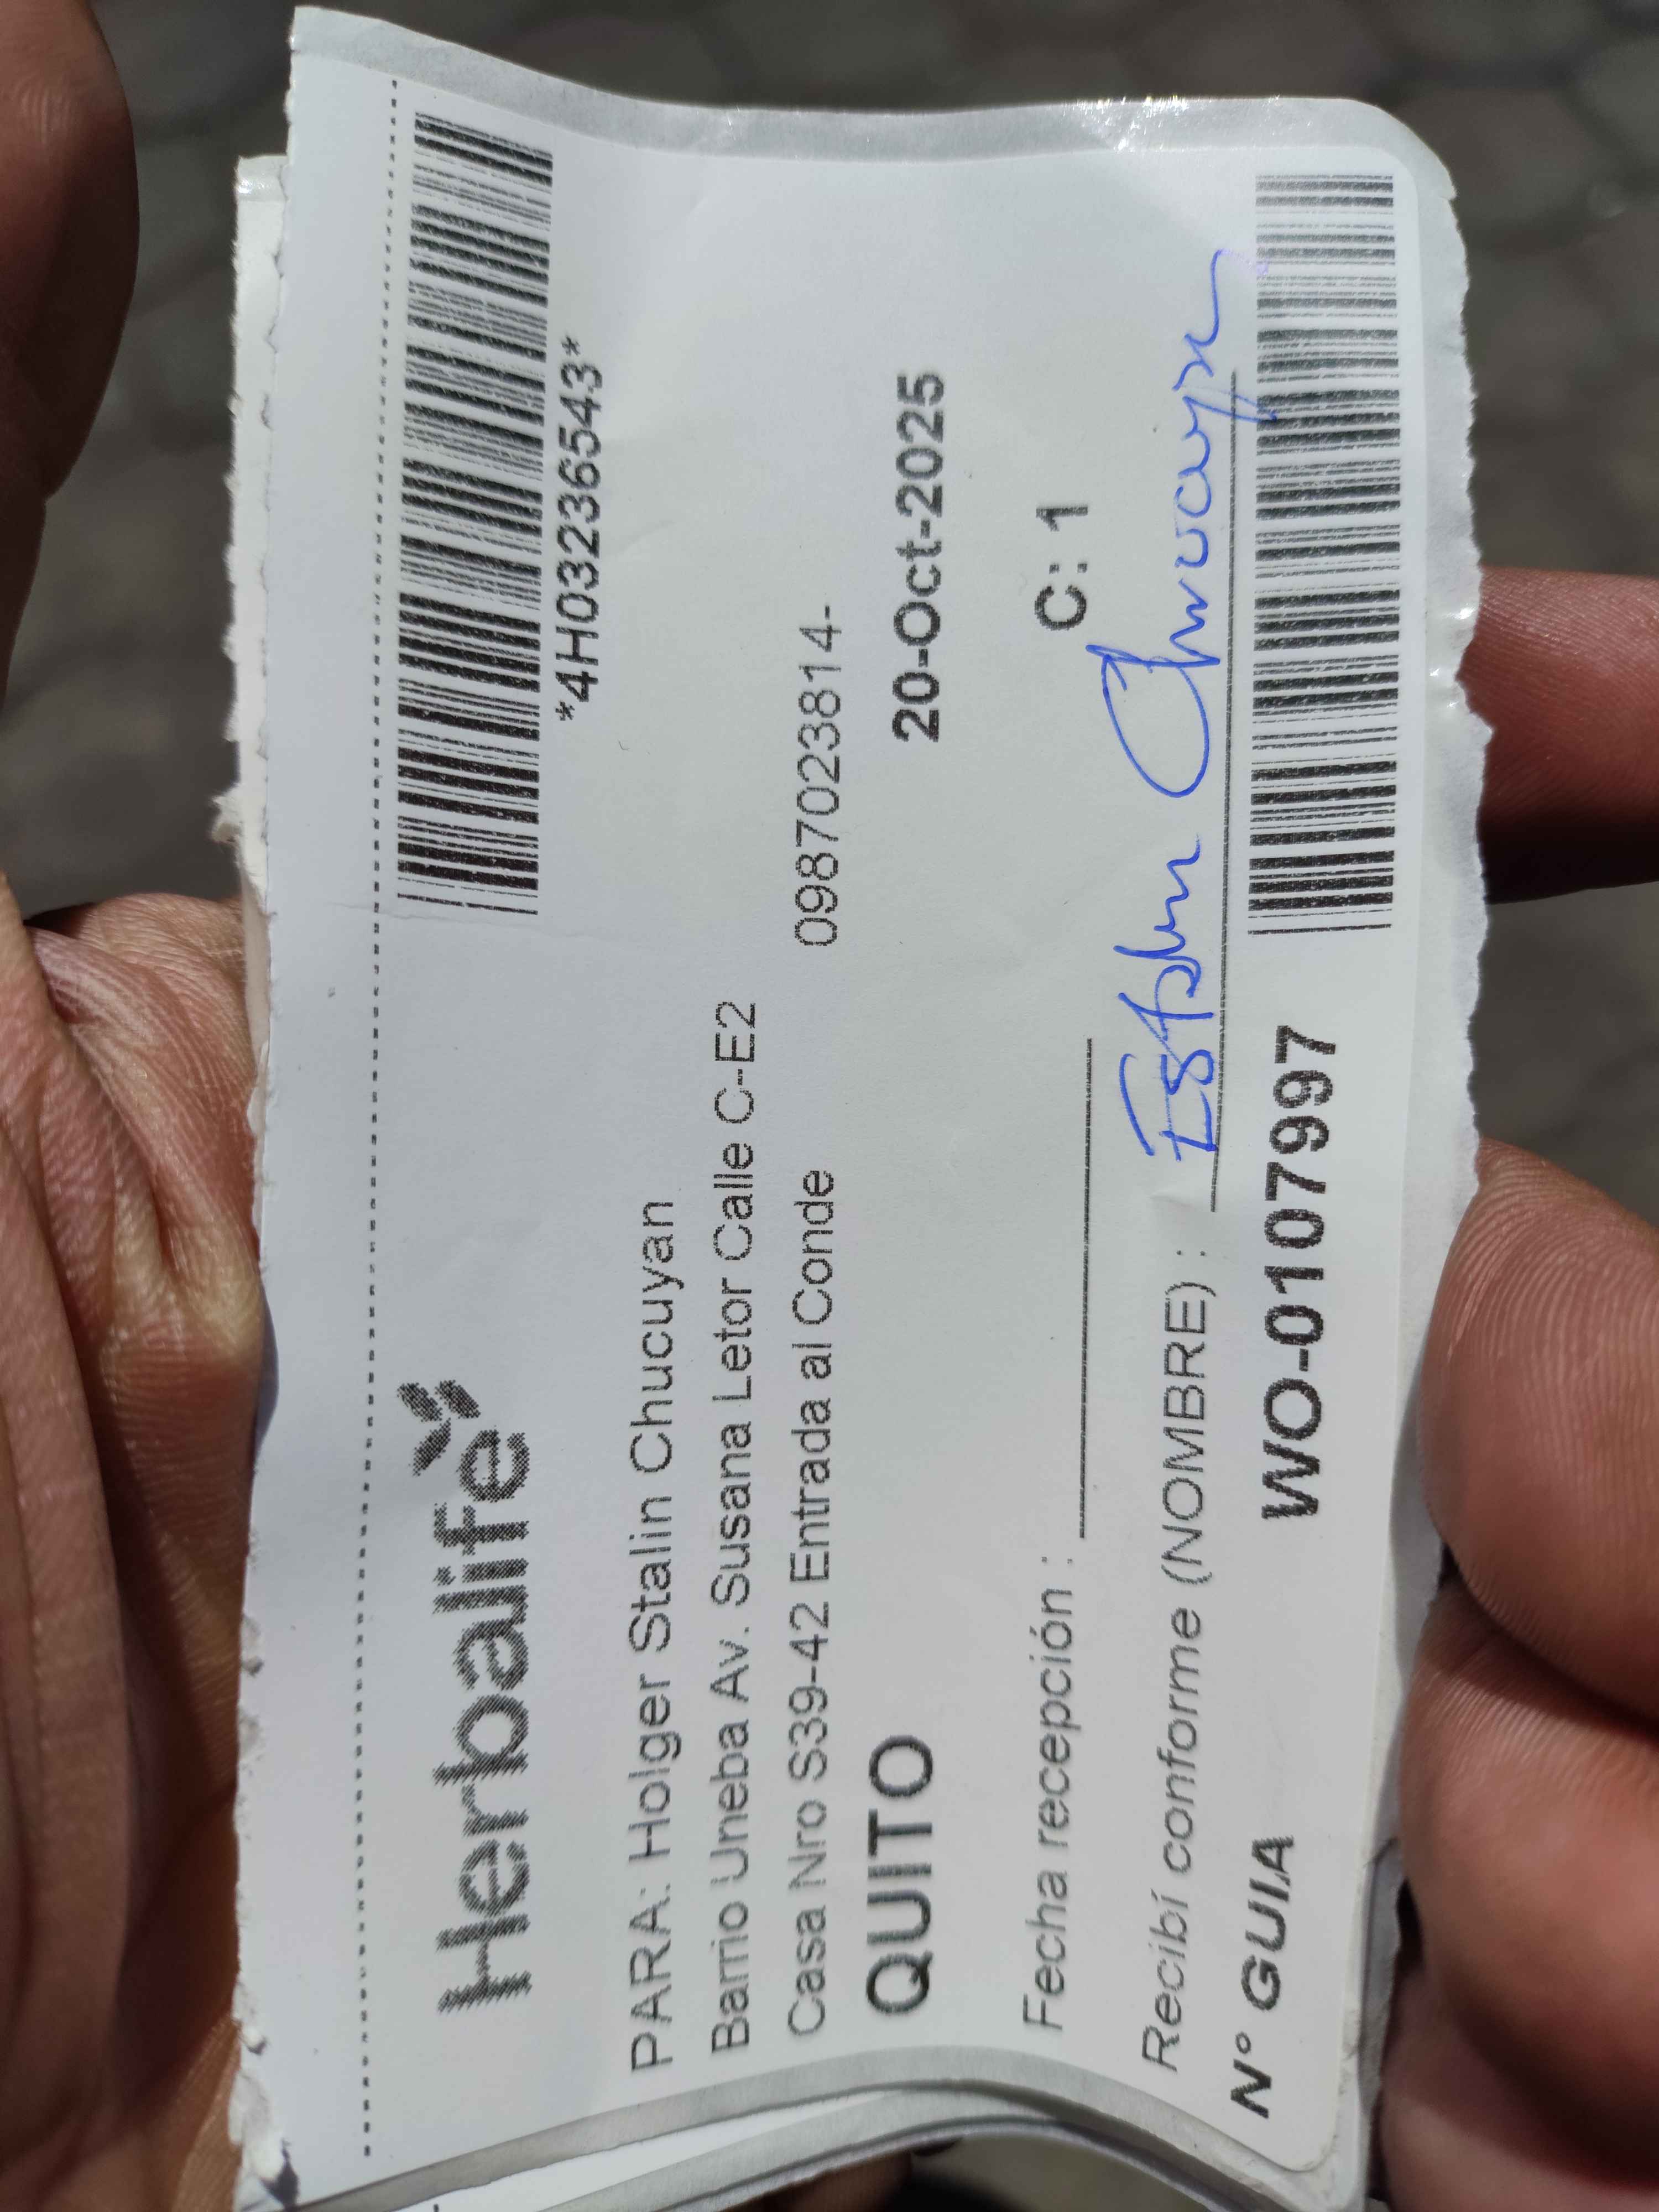 Herbalife
*4H03236543*
PARA: Holger Stalin Chucuyan
Barrio Uneba Av. Susana Letor Calle C-E2
Casa Nro S39-42 Entrada al Conde 0987023814-
QUITO 20-Oct-2025
Fecha recepción : C: 1
Recibí conforme (NOMBRE) :
N° GUIA WO-0107997